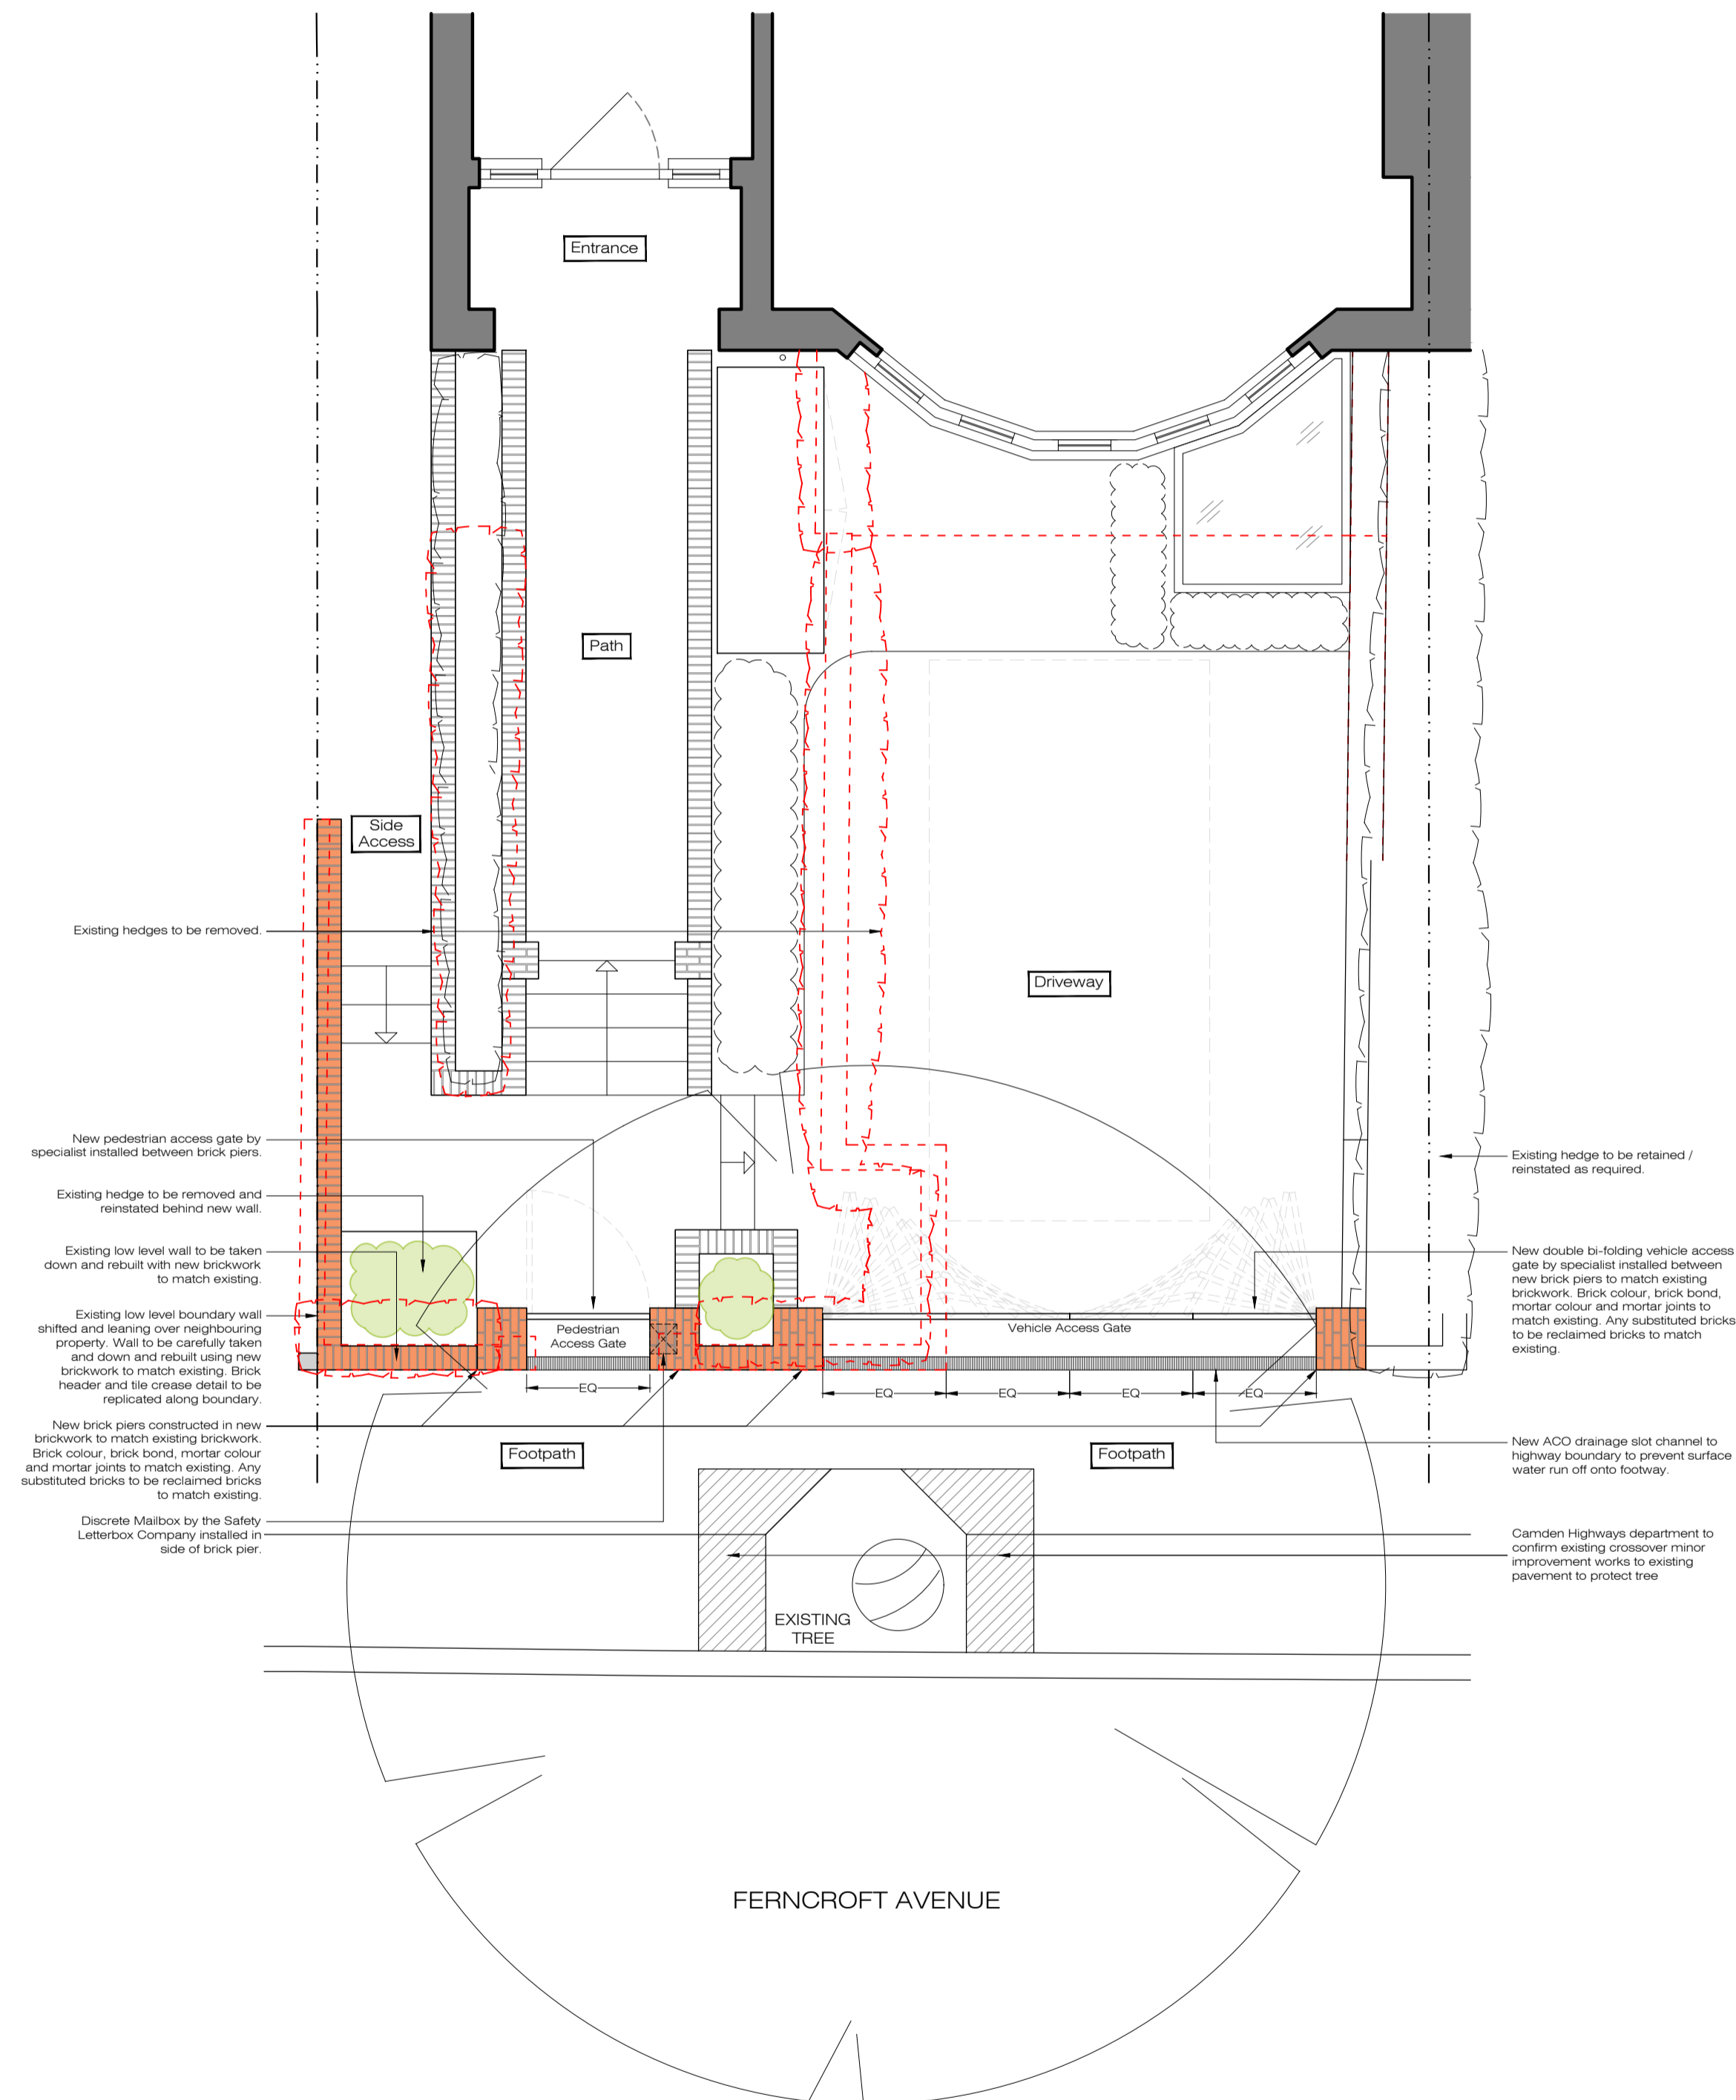 Entrance
Path
Side
Access
Existing hedges to be removed.
Driveway
New pedestrian access gate by
specialist installed between brick piers.
Existing hedge to be removed and
reinstated behind new wall.
Existing low level wall to be taken
down and rebuilt with new brickwork
to match existing.
Existing low level boundary wall
shifted and leaning over neighbouring
property. Wall to be carefully taken
and down and rebuilt using new
brickwork to match existing. Brick
header and tile crease detail to be
replicated along boundary.
New brick piers constructed in new
brickwork to match existing brickwork.
Brick colour, brick bond, mortar colour
and mortar joints to match existing. Any
substituted bricks to be reclaimed bricks
to match existing.
Discrete Mailbox by the Safety
Letterbox Company installed in
side of brick pier.
Existing hedge to be retained /
reinstated as required.
New double bi-folding vehicle access
gate by specialist installed between
new brick piers to match existing
brickwork. Brick colour, brick bond,
mortar colour and mortar joints to
match existing. Any substituted bricks
to be reclaimed bricks to match
existing.
Pedestrian
Access Gate
Vehicle Access Gate
EQ
EQ
EQ
EQ
EQ
Footpath
Footpath
New ACO drainage slot channel to
highway boundary to prevent surface
water run off onto footway.
Camden Highways department to
confirm existing crossover minor
improvement works to existing
pavement to protect tree
EXISTING
TREE
FERNCROFT AVENUE